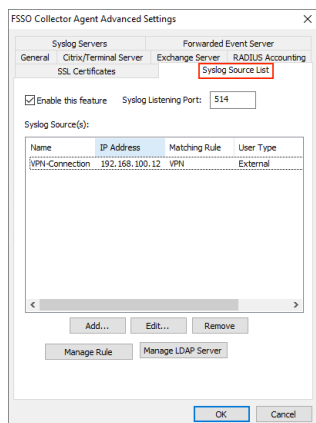 FSSO Collector Agent Advanced Settings
Syslog Servers Forwarded Event Server
General Citrix/Terminal Server Exchange Server RADIUS Accounting
SSL Certificates Syslog Source List
Enable this feature Syslog Listening Port: 514
Syslog Source(s):
Name IP Address Matching Rule User Type
VPN-Connection 192.168.100.12 VPN External
Add... Edit... Remove
Manage Rule Manage LDAP Server
OK Cancel